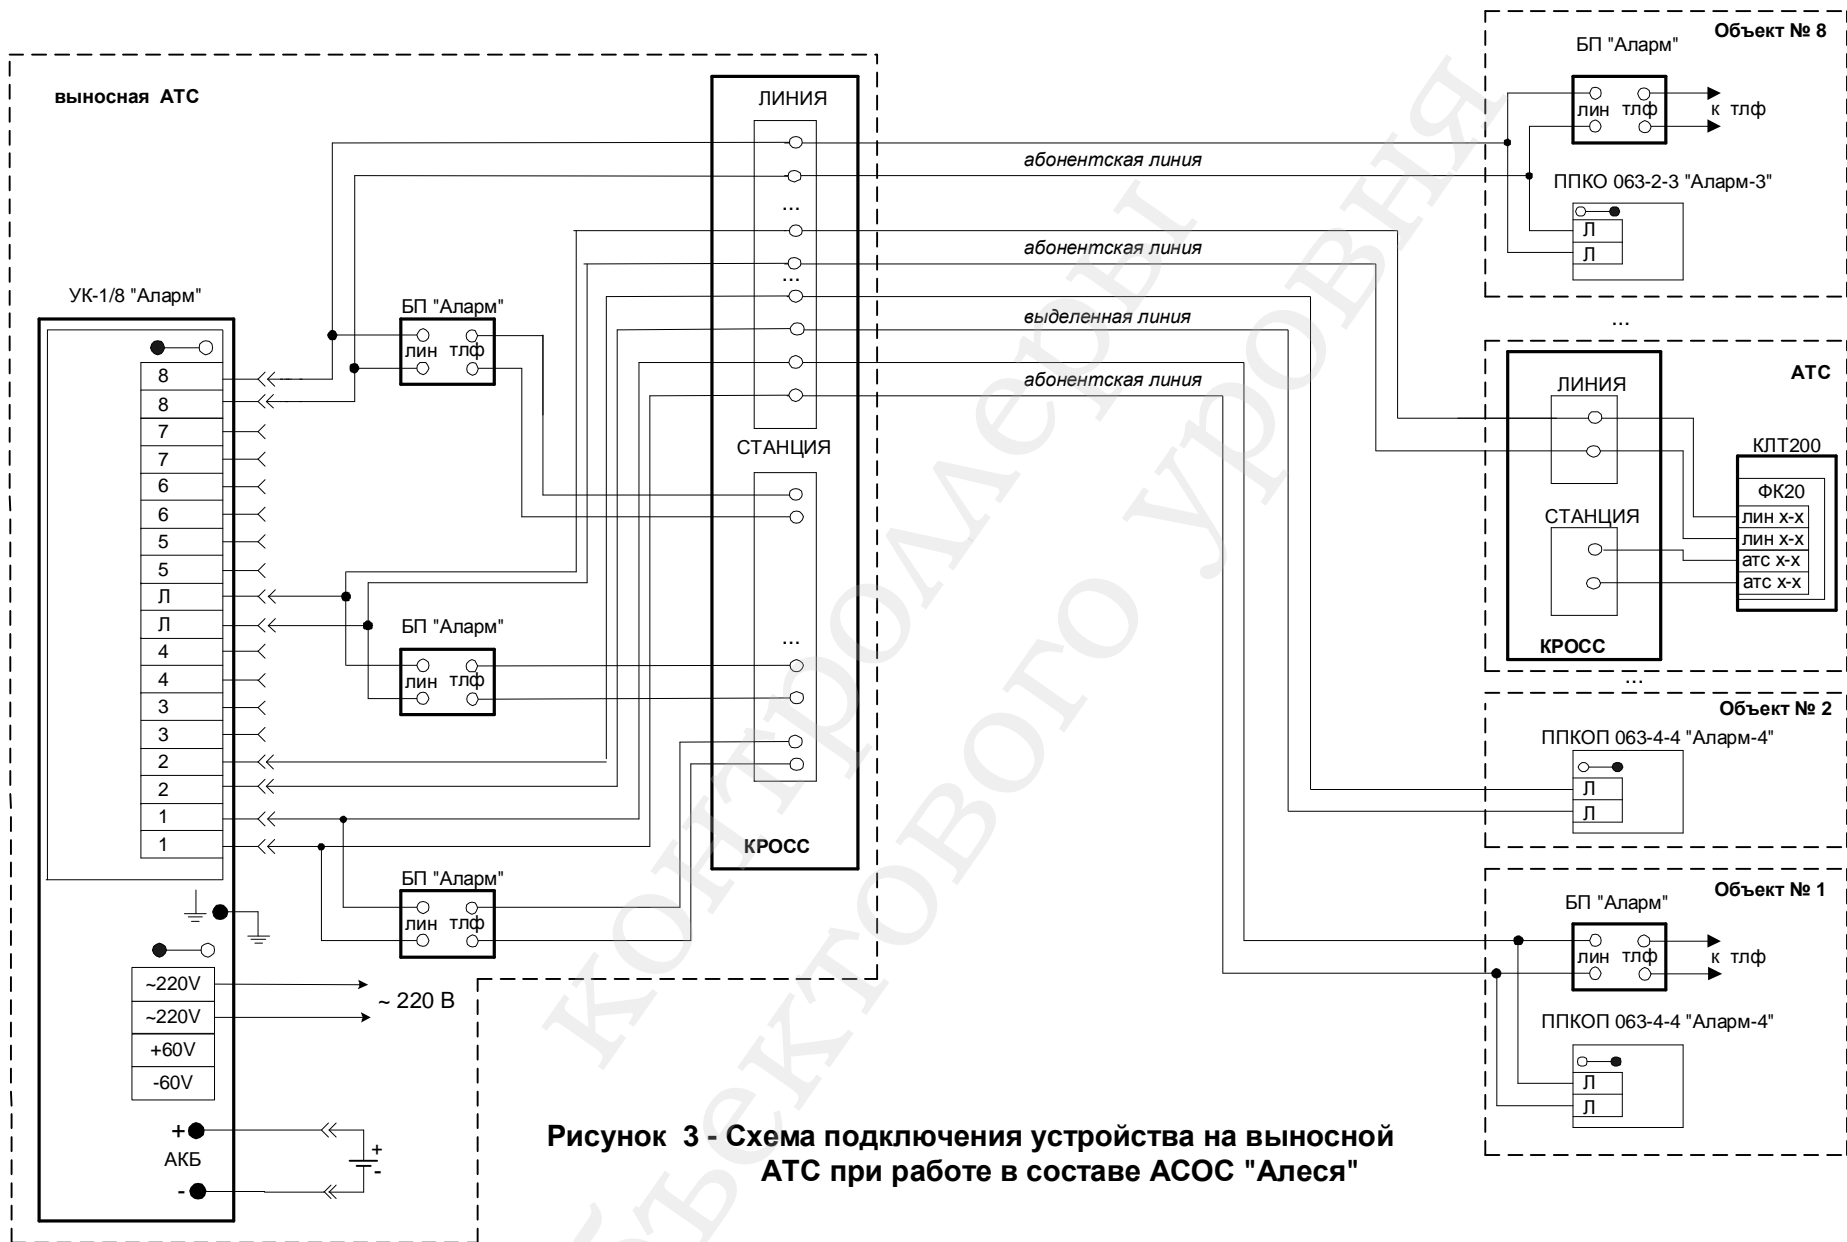 выносная АТС
УК-1/8 "Аларм"
8
8
7
7
6
6
5
5
Л
Л
4
4
3
3
2
2
1
1
~220V
~220V
+60V
-60V
~ 220 В
+
АКБ
-
+
-
БП "Аларм"
лин тлф
БП "Аларм"
лин тлф
БП "Аларм"
лин тлф
ЛИНИЯ
...
...
СТАНЦИЯ
...
КРОСС
абонентская линия
абонентская линия
выделенная линия
абонентская линия
Объект № 8
БП "Аларм"
лин тлф
к тлф
ППКО 063-2-3 "Аларм-3"
Л
Л
...
АТС
ЛИНИЯ
СТАНЦИЯ
КРОСС
КЛТ200
ФК20
лин х-х
лин х-х
атс х-х
атс х-х
...
Объект № 2
ППКОП 063-4-4 "Аларм-4"
Л
Л
Объект № 1
БП "Аларм"
лин тлф
к тлф
ППКОП 063-4-4 "Аларм-4"
Л
Л
Рисунок 3 - Схема подключения устройства на выносной
АТС при работе в составе АСОС "Алеся"
контроллеры
объектового уровня